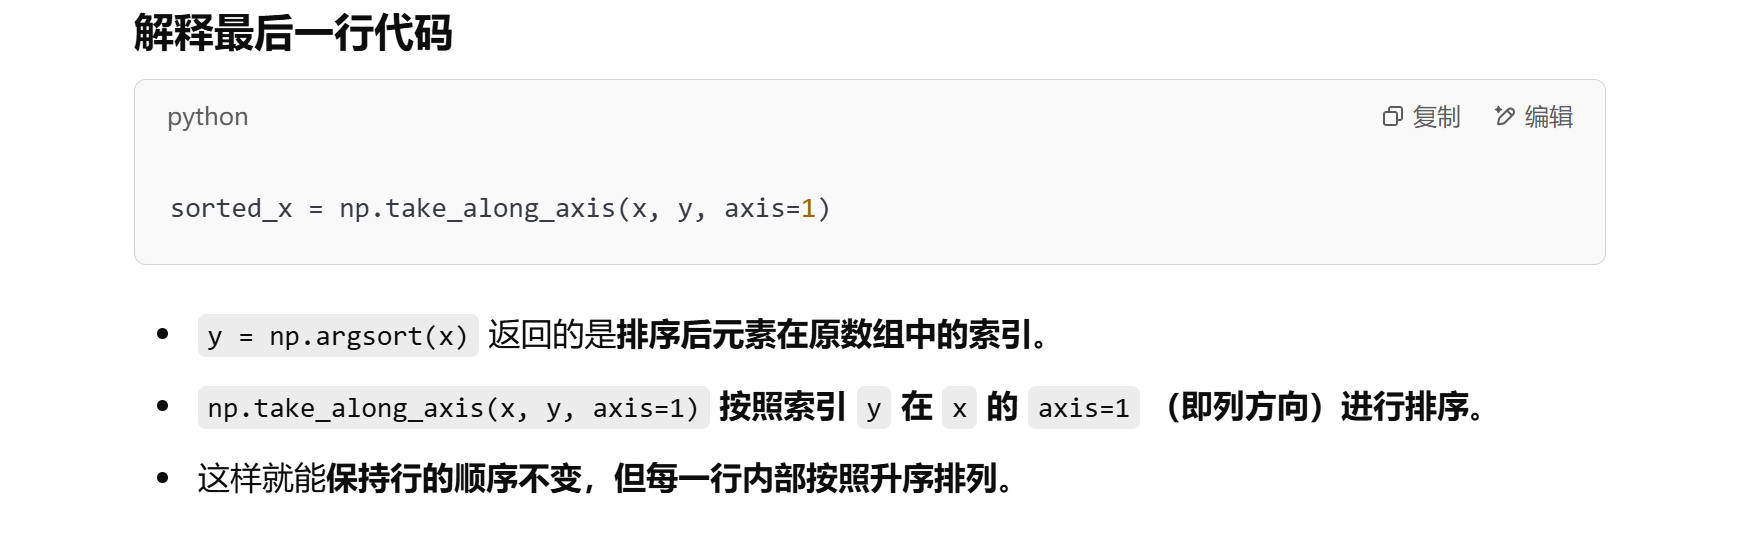 解释最后一行代码
python 复制 编辑
sorted_x = np.take_along_axis(x, y, axis=1)
y = np.argsort(x) 返回的是排序后元素在原数组中的索引。
np.take_along_axis(x, y, axis=1) 按照索引 y 在 x 的 axis=1 （即列方向）进行排序。
这样就能保持行的顺序不变，但每一行内部按照升序排列。